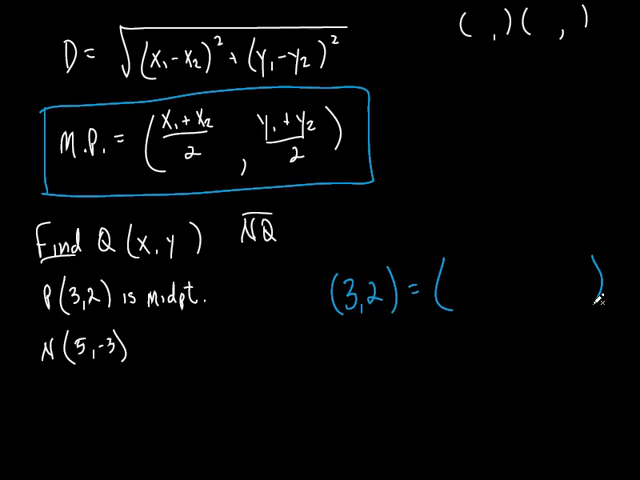 ( , ) ( , )
D = √(x₁-x₂)² + (y₁-y₂)²
M.P. = (x₁+x₂/2 , y₁+y₂/2)
Find Q (x,y) N̅Q̅
P(3,2) is midpt.
(3,2) = ( )
N(5,-3)